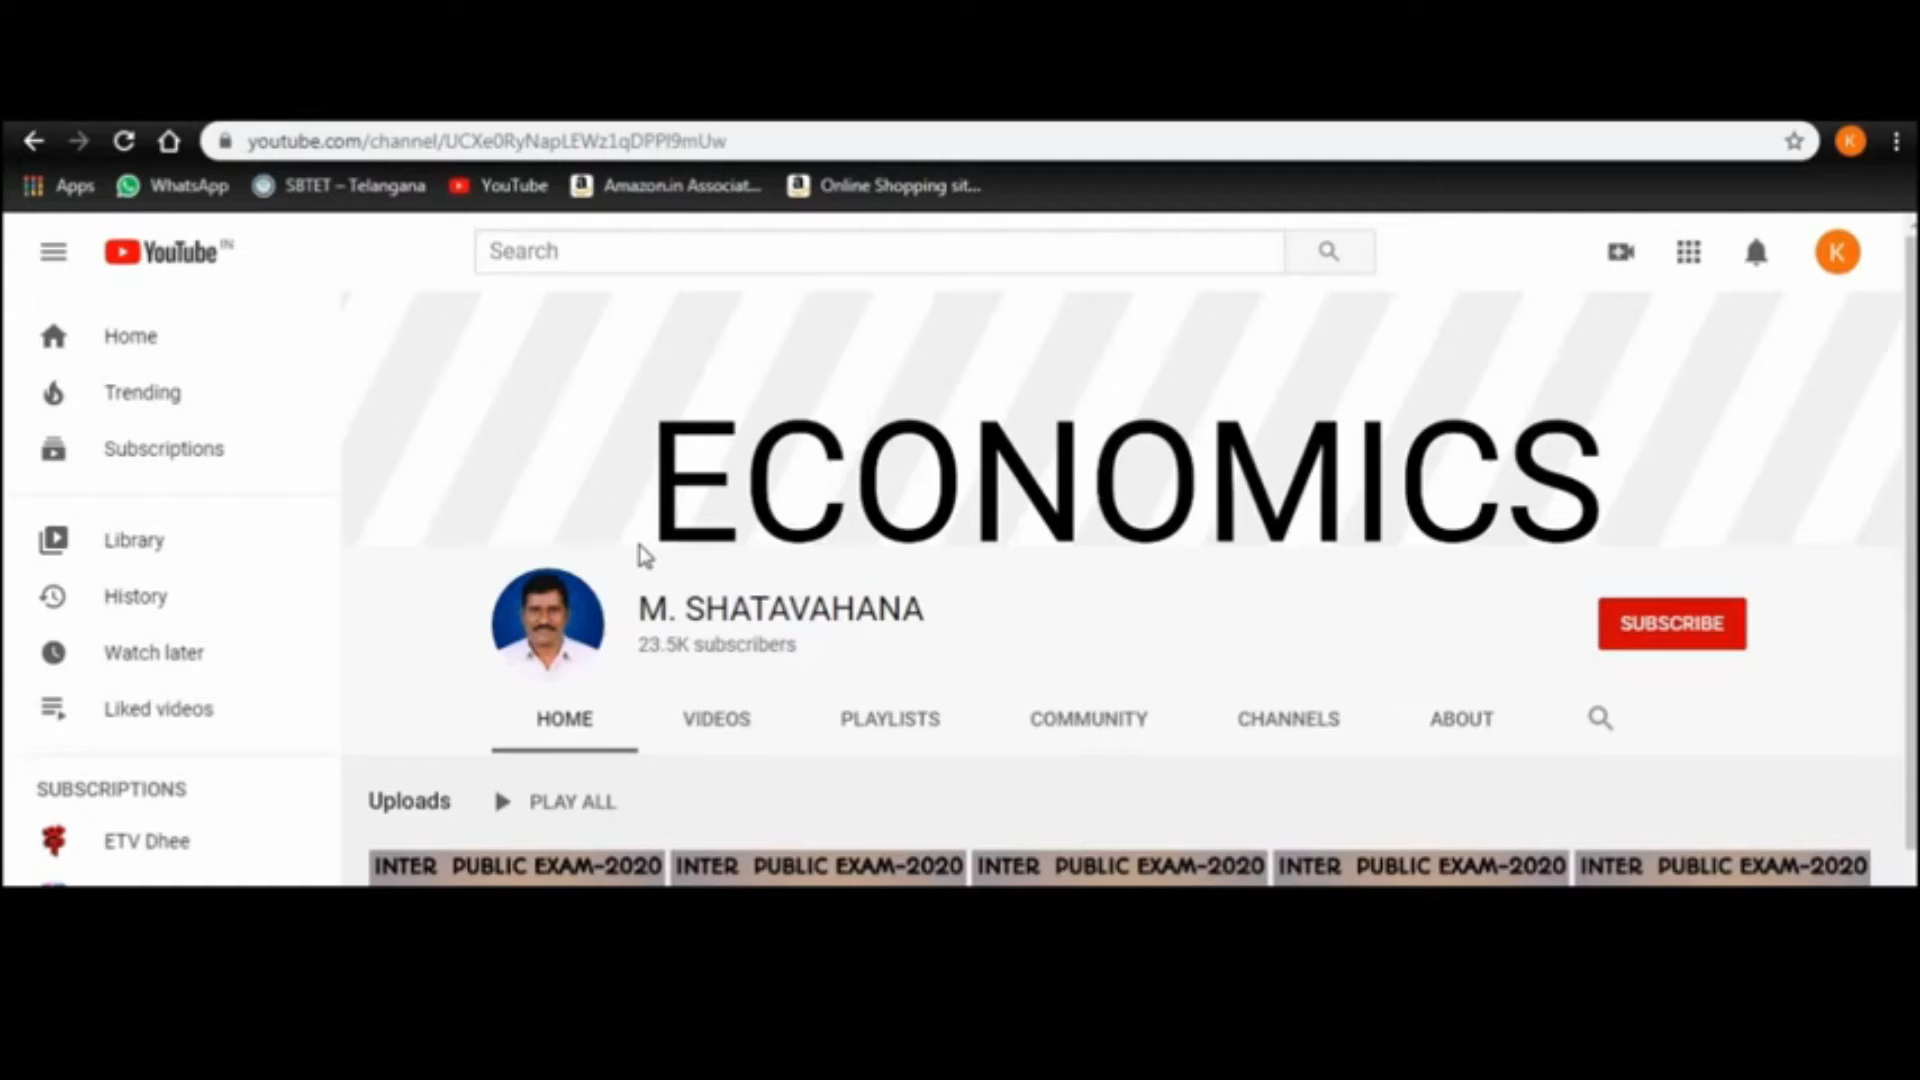 youtube.com/channel/UCXe0RyNapLEWz1qDPPI9mUw
K
Apps WhatsApp SBTET – Telangana YouTube Amazon.in Associat... Online Shopping sit...
YouTube IN
Search
K
Home
Trending
Subscriptions
Library
History
Watch later
Liked videos
SUBSCRIPTIONS
ETV Dhee
ECONOMICS
M. SHATAVAHANA
23.5K subscribers
SUBSCRIBE
HOME VIDEOS PLAYLISTS COMMUNITY CHANNELS ABOUT
Uploads PLAY ALL
INTER PUBLIC EXAM-2020 INTER PUBLIC EXAM-2020 INTER PUBLIC EXAM-2020 INTER PUBLIC EXAM-2020 INTER PUBLIC EXAM-2020